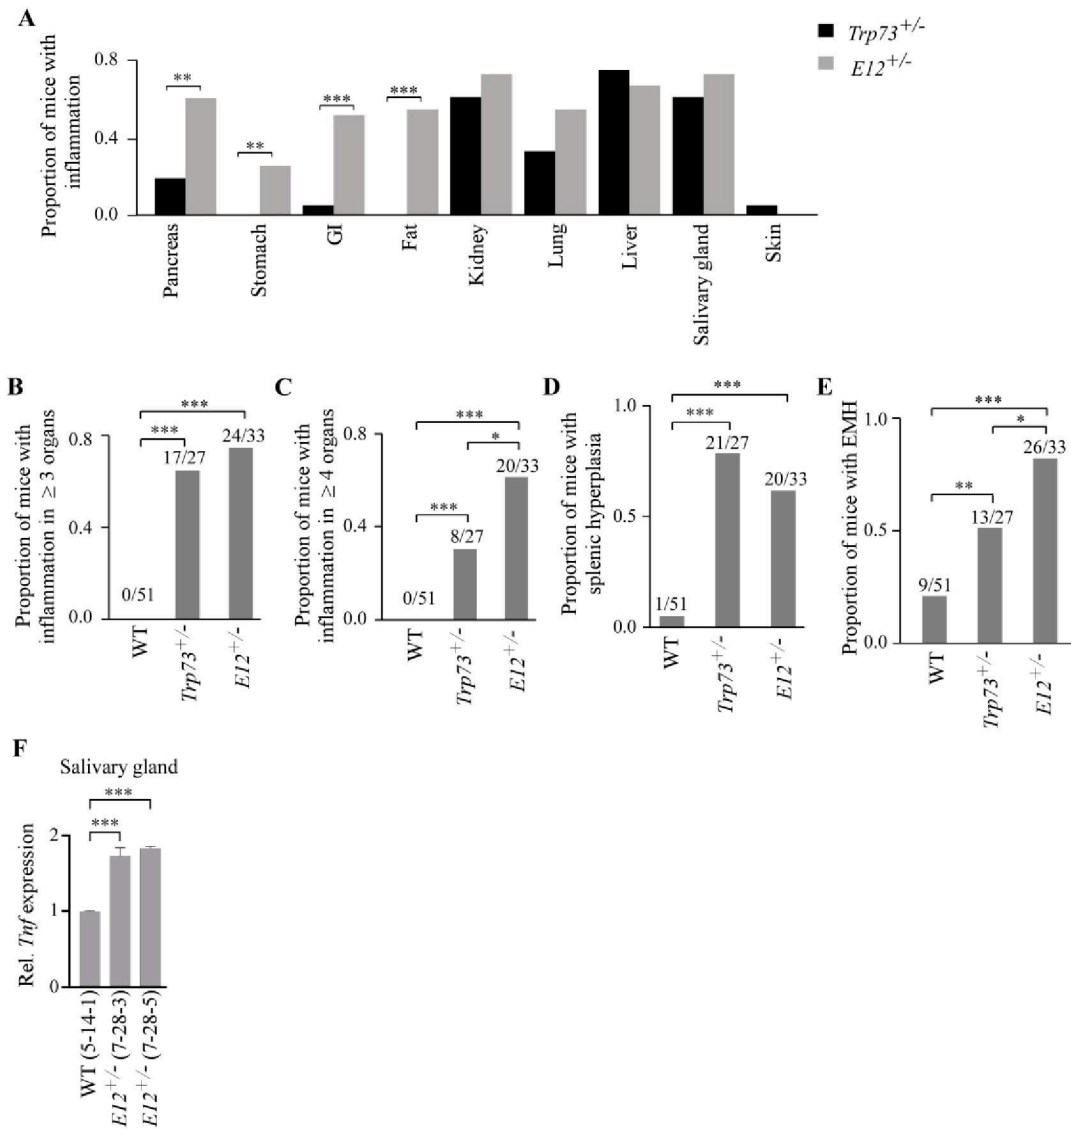 A
Trp73+/-
E12+/-
Proportion of mice with
inflammation
0.8
0.4
0.0
**
**
***
***
Pancreas
Stomach
GI
Fat
Kidney
Lung
Liver
Salivary gland
Skin
B
Proportion of mice with
inflammation in ≥ 3 organs
0.8
0.4
0.0
***
***
0/51
17/27
24/33
WT
Trp73+/-
E12+/-
C
Proportion of mice with
inflammation in ≥ 4 organs
0.8
0.4
0.0
***
*
***
0/51
8/27
20/33
WT
Trp73+/-
E12+/-
D
Proportion of mice with
splenic hyperplasia
1.0
0.5
0.0
***
***
1/51
21/27
20/33
WT
Trp73+/-
E12+/-
E
Proportion of mice with EMH
1.0
0.5
0.0
***
*
**
9/51
13/27
26/33
WT
Trp73+/-
E12+/-
F
Salivary gland
Rel. Tnf expression
2
1
0
***
***
WT (5-14-1)
E12+/- (7-28-3)
E12+/- (7-28-5)